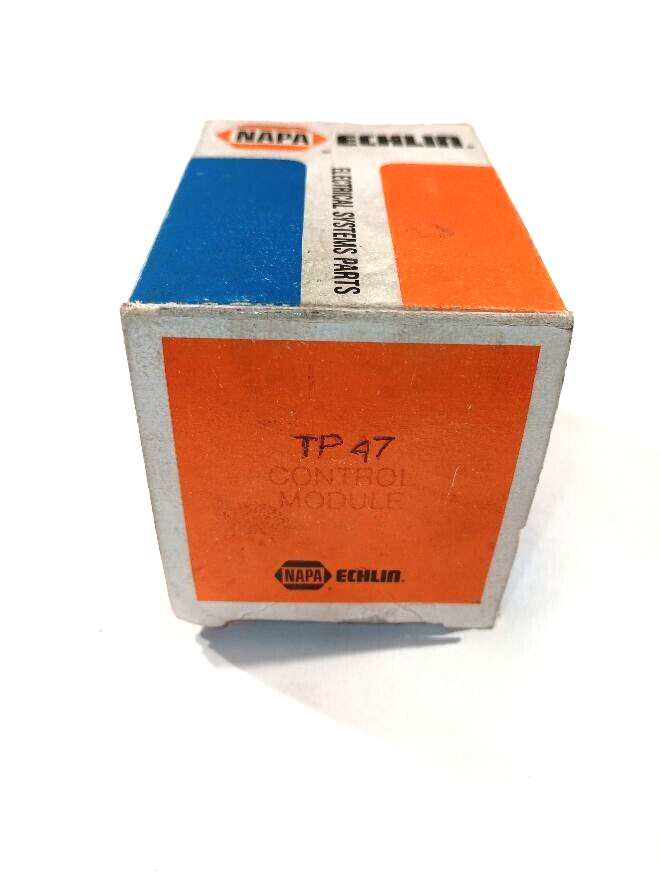 NAPA ECHLIN
ELECTRICAL SYSTEMS PARTS
TP 47
CONTROL
MODULE
NAPA ECHLIN